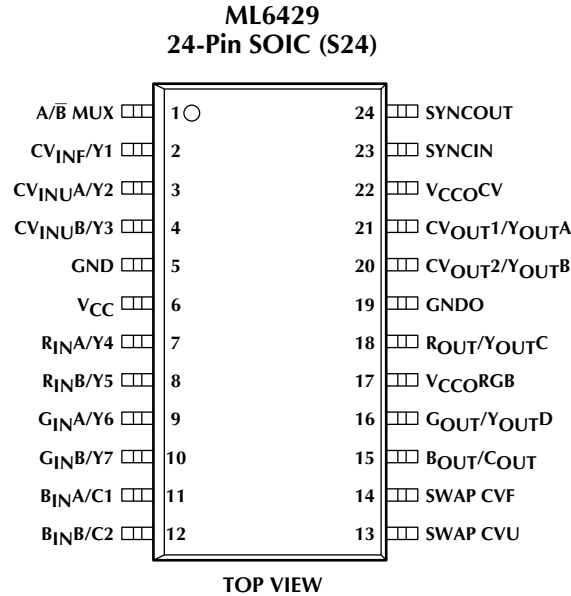 ML6429
24-Pin SOIC (S24)
A/B̅ MUX 1 24 SYNCOUT
CVINF/Y1 2 23 SYNCIN
CVINUA/Y2 3 22 VCCOCV
CVINUB/Y3 4 21 CVOUT1/YOUTA
GND 5 20 CVOUT2/YOUTB
VCC 6 19 GNDO
RINA/Y4 7 18 ROUT/YOUTC
RINB/Y5 8 17 VCCORGB
GINA/Y6 9 16 GOUT/YOUTD
GINB/Y7 10 15 BOUT/COUT
BINA/C1 11 14 SWAP CVF
BINB/C2 12 13 SWAP CVU
TOP VIEW